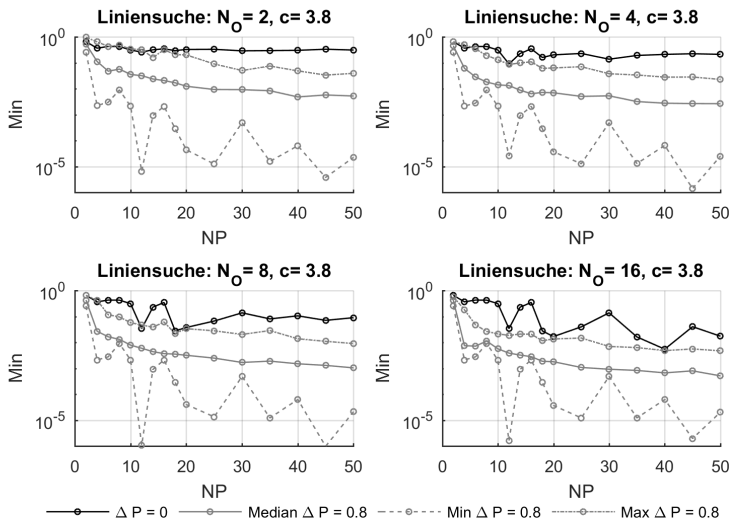 Liniensuche: N_O= 2, c= 3.8
10^0
10^-5
Min
0 10 20 30 40 50
NP
Liniensuche: N_O= 4, c= 3.8
10^0
10^-5
Min
0 10 20 30 40 50
NP
Liniensuche: N_O= 8, c= 3.8
10^0
10^-5
Min
0 10 20 30 40 50
NP
Liniensuche: N_O= 16, c= 3.8
10^0
10^-5
Min
0 10 20 30 40 50
NP
Δ P = 0 Median Δ P = 0.8 Min Δ P = 0.8 Max Δ P = 0.8